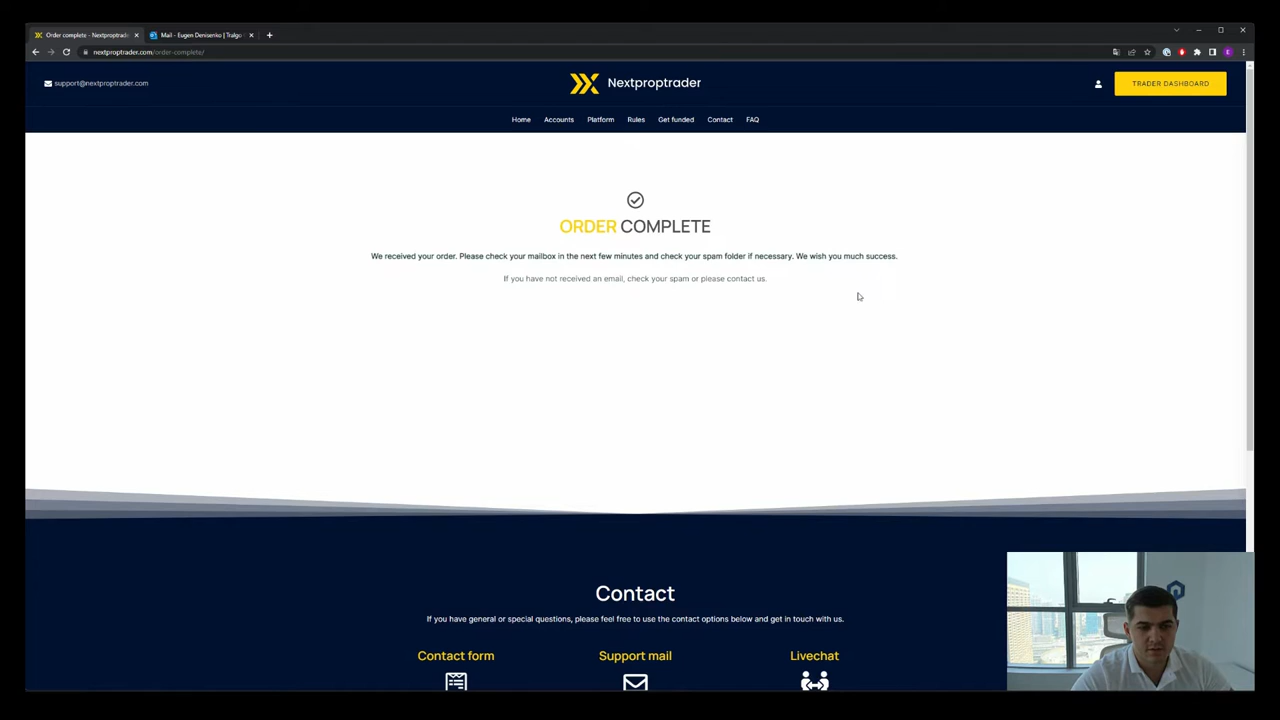 Order complete - Nextproptrade
Mail - Eugen Denisenko | Tralgo
nextproptrader.com/order-complete/
E
support@nextproptrader.com
Nextproptrader
TRADER DASHBOARD
Home Accounts Platform Rules Get funded Contact FAQ
ORDER COMPLETE
We received your order. Please check your mailbox in the next few minutes and check your spam folder if necessary. We wish you much success.
If you have not received an email, check your spam or please contact us.
Contact
If you have general or special questions, please feel free to use the contact options below and get in touch with us.
Contact form Support mail Livechat